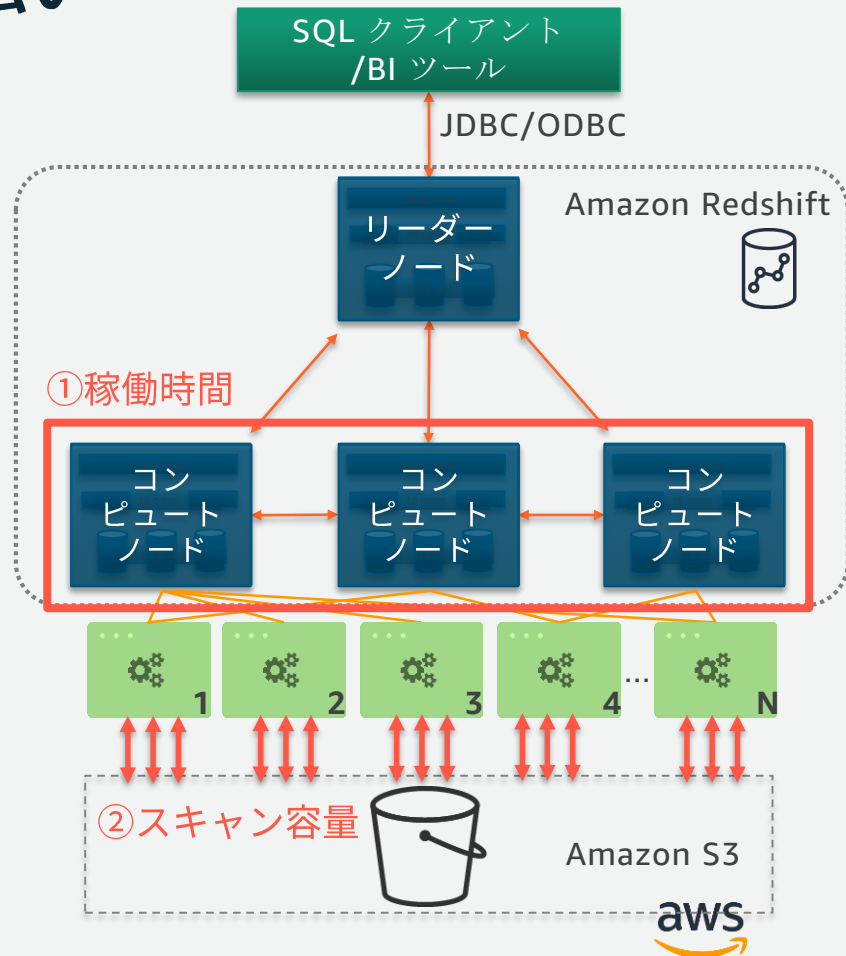 SQL クライアント
/BI ツール
JDBC/ODBC
Amazon Redshift
リーダー
ノード
①稼働時間
コン
ピュート
ノード
コン
ピュート
ノード
コン
ピュート
ノード
1
2
3
4
...
N
②スキャン容量
Amazon S3
aws